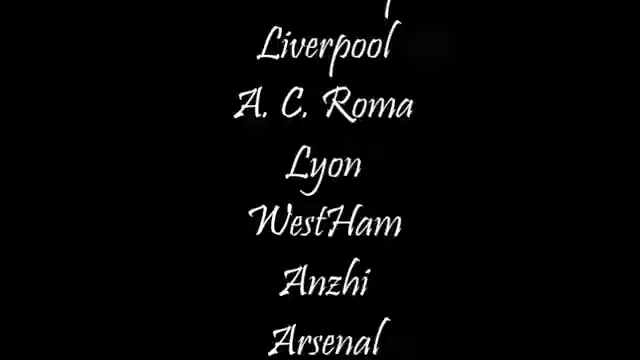 Liverpool
A. C. Roma
Lyon
WestHam
Anzhi
Arsenal